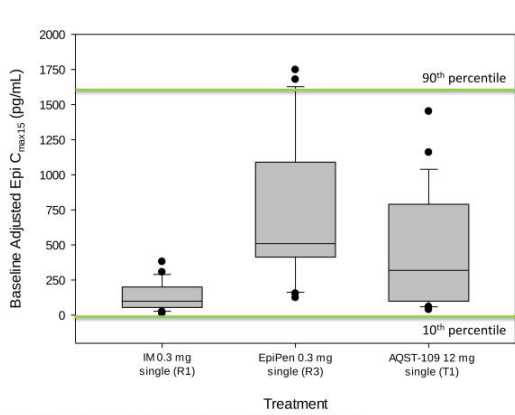 2000
1750
90th percentile
1500
1250
1000
750
500
250
0
10th percentile
Baseline Adjusted Epi Cmax15 (pg/mL)
IM 0.3 mg
single (R1)
EpiPen 0.3 mg
single (R3)
AQST-109 12 mg
single (T1)
Treatment